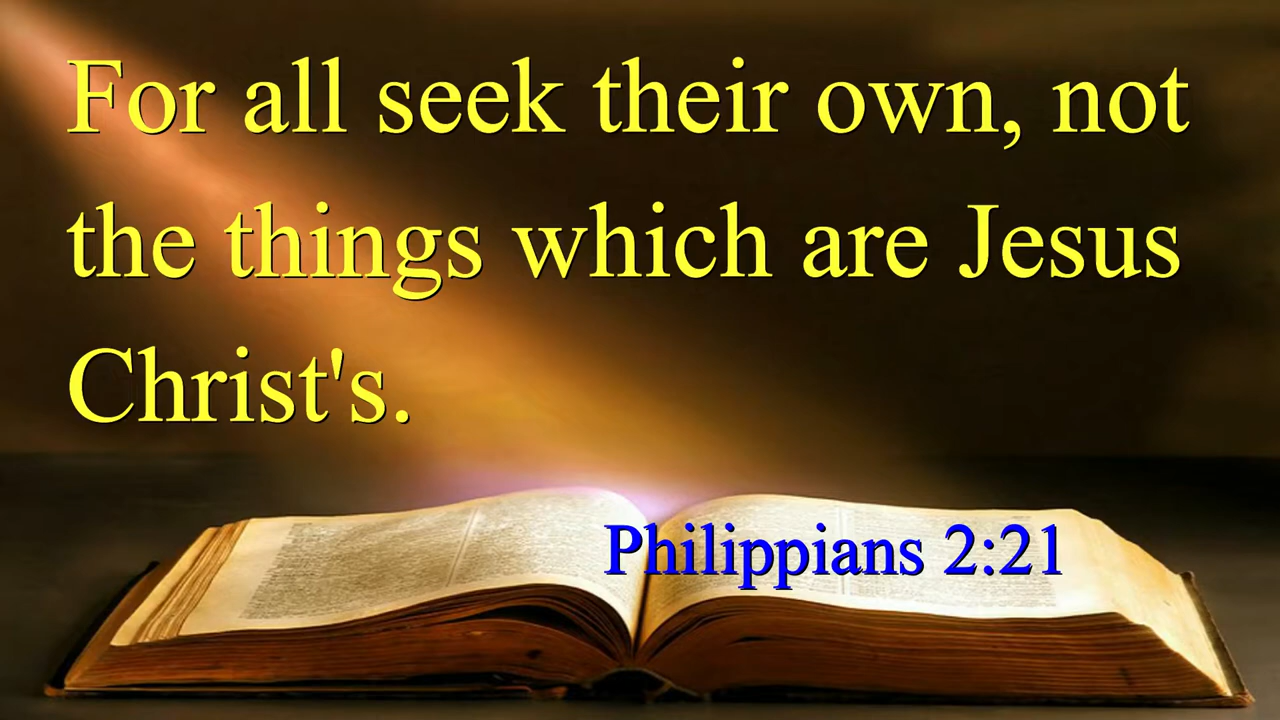 For all seek their own, not
the things which are Jesus
Christ's.
Philippians 2:21